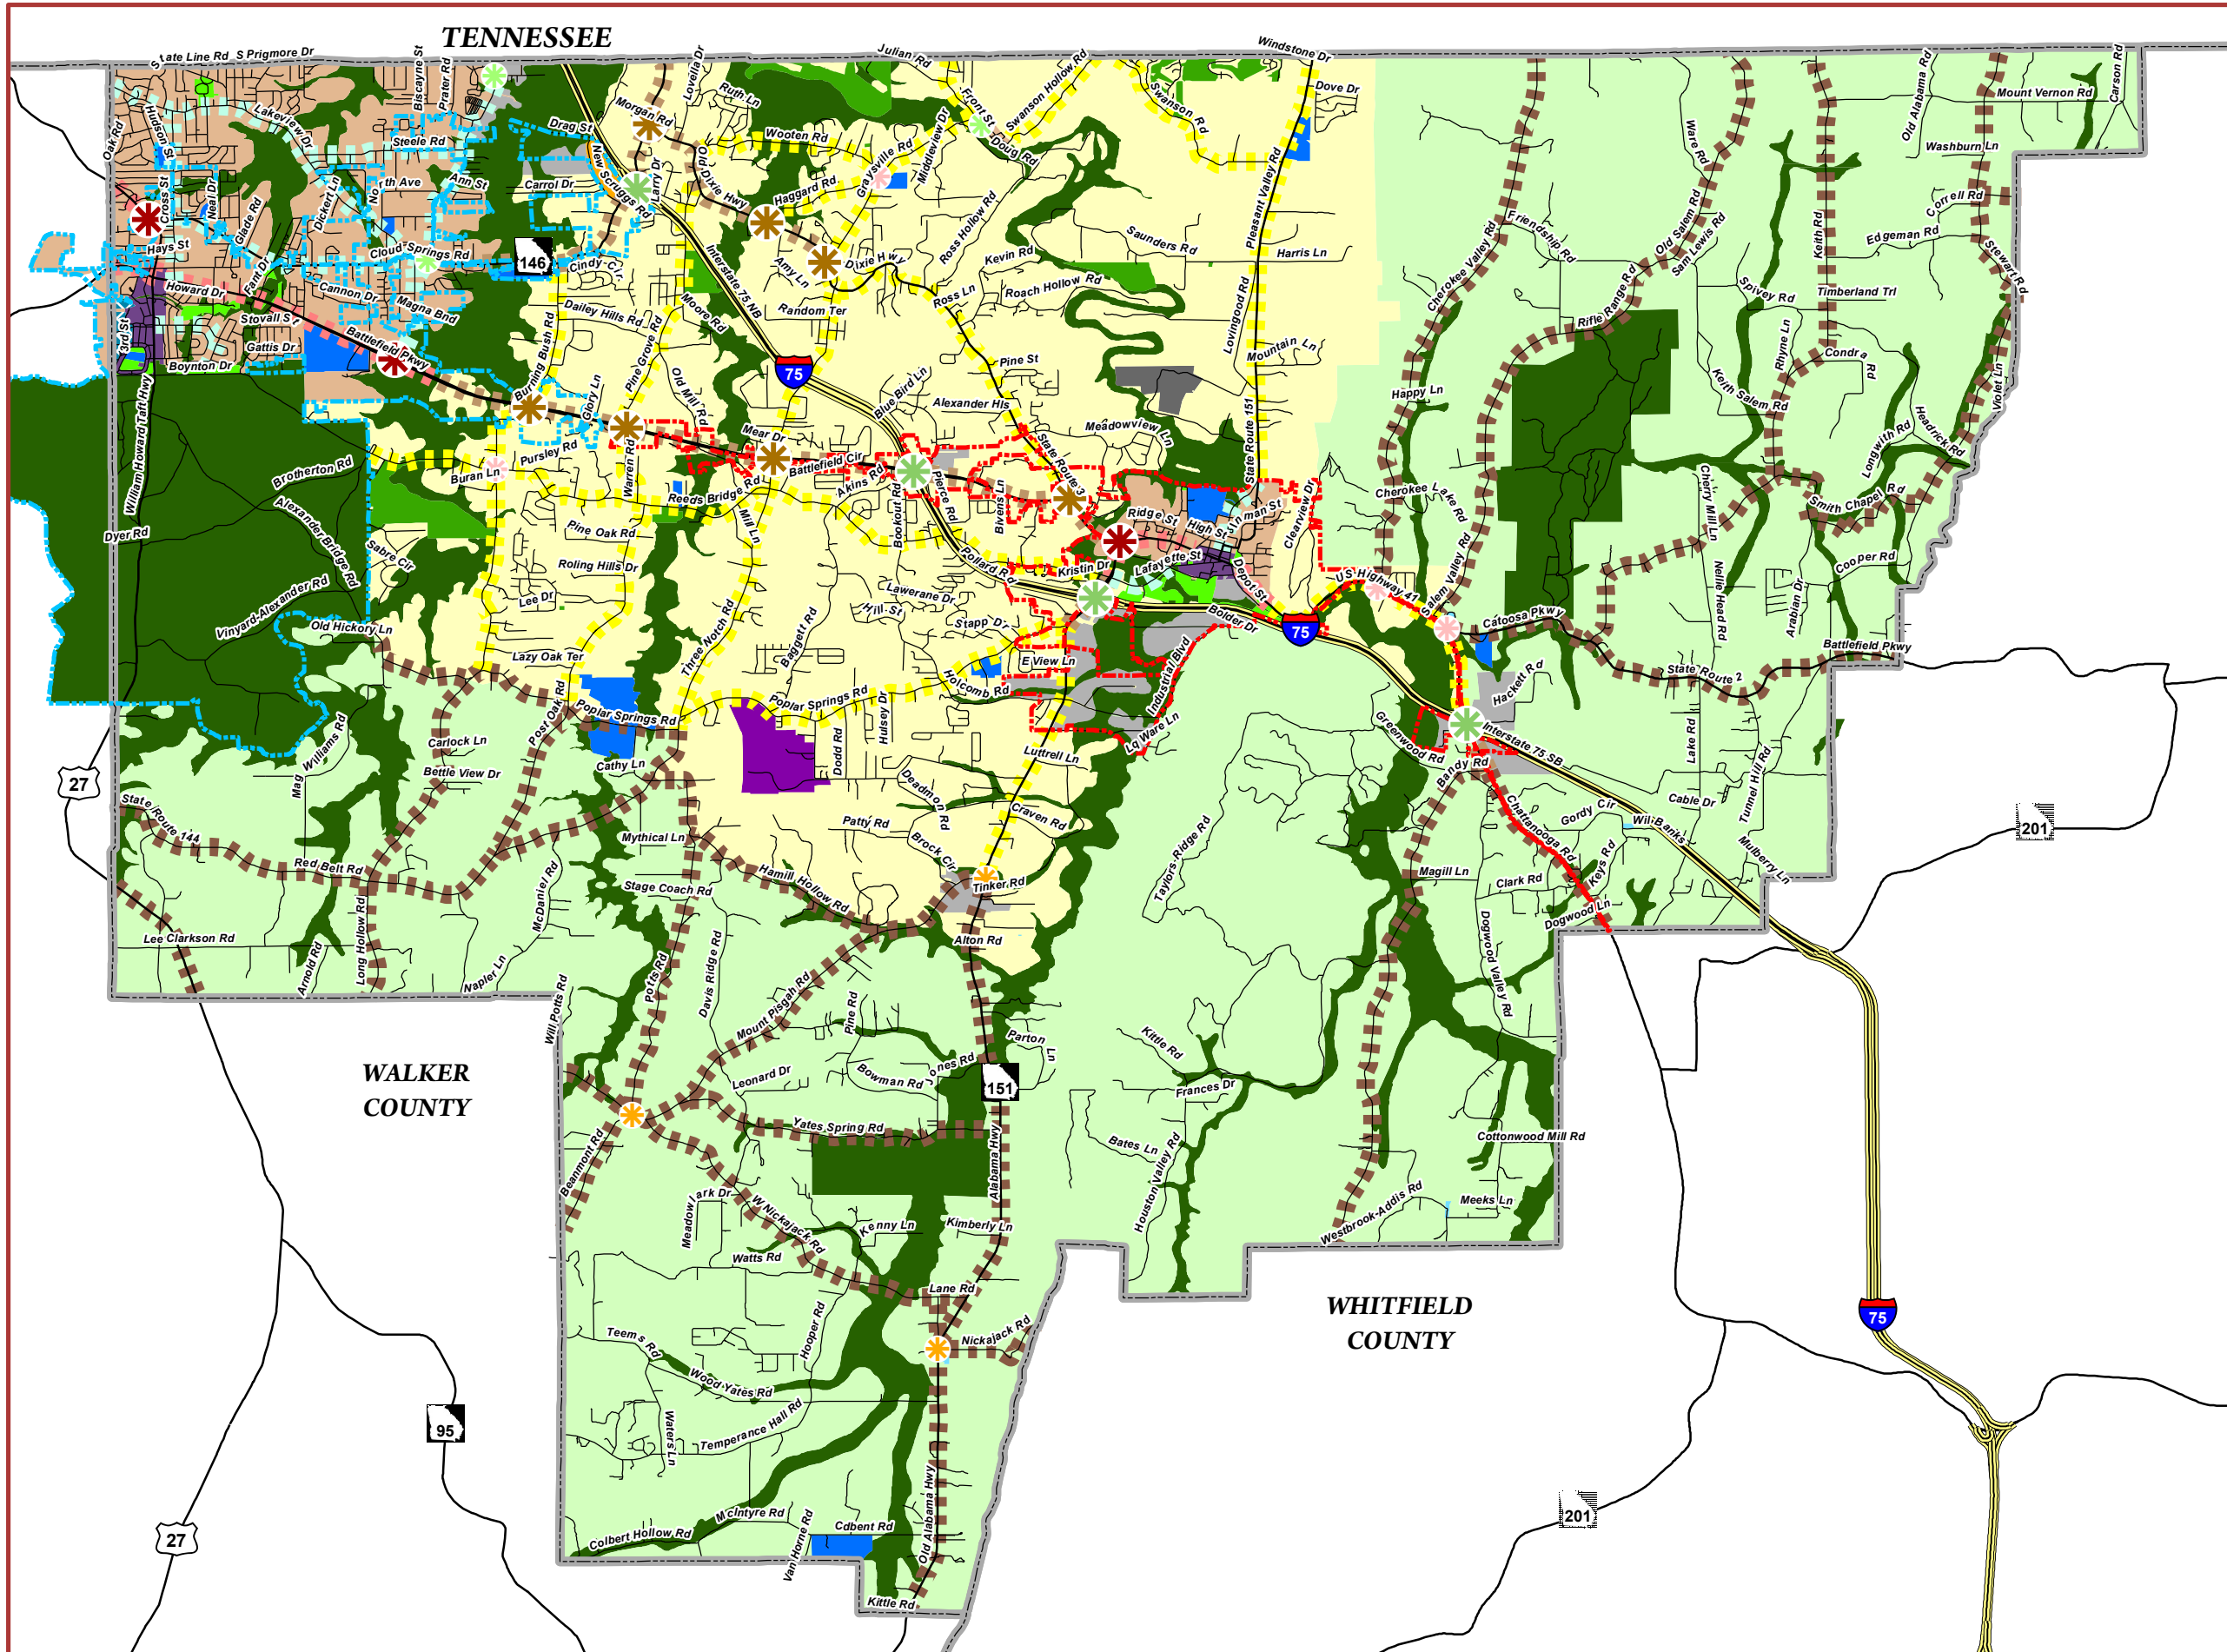 TENNESSEE
State Line Rd
S Prigmore Dr
Biscayne St
Prater Rd
Lovella Dr
Julian Rd
Windstone Dr
Old Alabama Rd
Carson Rd
Oak Rd
Hudson St
Lakeview Dr
Steele Rd
Drag St
Morgan Rd
Ruth Ln
Wooten Rd
Front St
Swanson Hollow Rd
Doug Rd
Swanson Rd
Dove Dr
Mount Vernon Rd
Washburn Ln
Ware Rd
Cross St
Neal Dr
Glade Rd
Dickert Ln
North Ave
Ann St
Carrol Dr
New Scruggs Rd
Larry Dr
Old Dixie Hwy
Haggard Rd
Graysville Rd
Middleview Dr
Ross Hollow Rd
Pleasant Valley Rd
Friendship Rd
Old Salem Rd
Sam Lewis Rd
Keith Rd
Correll Rd
Edgeman Rd
Stewart Rd
Hays St
Cloud Springs Rd
146
Cindy Cir
Interstate 75 NB
Amy Ln
Dixie Hwy
Kevin Rd
Saunders Rd
Harris Ln
Cherokee Valley Rd
Howard Dr
Fant Dr
Cannon Dr
Magna Bnd
Dailey Hills Rd
Moore Rd
Random Ter
Ross Ln
Roach Hollow Rd
Lovingood Rd
Rifle Range Rd
Spivey Rd
Timberland Trl
3rd St
Stovall St
Gattis Dr
Battlefield Pkwy
Boynton Dr
Burning Bush Rd
Pine Grove Rd
75
Pine St
Mountain Ln
Rhyne Ln
Condra Rd
William Howard Taft Hwy
Glory Ln
Old Mill Rd
Blue Bird Ln
Alexander Hls
Happy Ln
Keith Salem Rd
Violet Ln
Headrick Rd
Longwith Rd
Mear Dr
State Route 3
Meadowview Ln
State Route 151
Brotherton Rd
Pursley Rd
Buran Ln
Warren Rd
Battlefield Cir
Akins Rd
Reeds Bridge Rd
Bookout Rd
Pierce Rd
Bivens Ln
Clearview Dr
Cherokee Lake Rd
Cherry Mill Ln
Smith Chapel Rd
Dyer Rd
Alexander Bridge Rd
Sabre Cir
Pine Oak Rd
Mill Ln
Ridge St
High St
Inman St
Roling Hills Dr
Pollard Rd
Kristin Dr
Lafayette St
Depot St
US Highway 41
Salem Valley Rd
Cooper Rd
Vinyard-Alexander Rd
Lee Dr
Lawerane Dr
Hill St
Stapp Dr
Bolder Dr
75
Catoosa Pkwy
Nellie Head Rd
Arabian Dr
Battlefield Pkwy
Old Hickory Ln
Lazy Oak Ter
Three Notch Rd
Baggett Rd
E View Ln
Industrial Blvd
Hackett Rd
State Route 2
Post Oak Rd
Poplar Springs Rd
Poplar Springs Rd
Holcomb Rd
Hulsey Dr
Dodd Rd
Lq Ware Ln
Greenwood Rd
Interstate 75 SB
Lake Rd
Tunnel Hill Rd
27
Mag Williams Rd
Carlock Ln
Bettle View Dr
Cathy Ln
Luttrell Ln
Bandy Rd
State Route 144
Mythical Ln
Patty Rd
Deadmon Rd
Craven Rd
Brock Cir
Taylors-Ridge Rd
Chattanooga Rd
Gordy Cir
Cable Dr
Wil Banks
201
Red Belt Rd
Long Hollow Rd
McDaniel Rd
Stage Coach Rd
Hamill Hollow Rd
Tinker Rd
Magill Ln
Clark Rd
Keys Rd
Mulberry Ln
Lee Clarkson Rd
Arnold Rd
Napler Ln
Will Potts Rd
Potts Rd
Davis Ridge Rd
Alton Rd
Dogwood Ln
Dogwood Valley Rd
WALKER
COUNTY
Mount Pisgah Rd
Pine Rd
Parton Ln
Kittle Rd
Leonard Dr
Bowman Rd
Jones Rd
151
Frances Dr
Yates Spring Rd
Beanmont Rd
Alabama Hwy
Bates Ln
Houston Valley Rd
Cottonwood Mill Rd
Meadowlark Dr
W Nickajack Rd
Kenny Ln
Kimberly Ln
Westbrook-Addis Rd
Meeks Ln
Watts Rd
Lane Rd
WHITFIELD
COUNTY
75
Teems Rd
Hooper Rd
Nickajack Rd
Wood Yates Rd
95
Waters Ln
Temperance Hall Rd
27
Colbert Hollow Rd
McIntyre Rd
Van Horne Rd
Cdbent Rd
Old Alabama Hwy
201
Kittle Rd